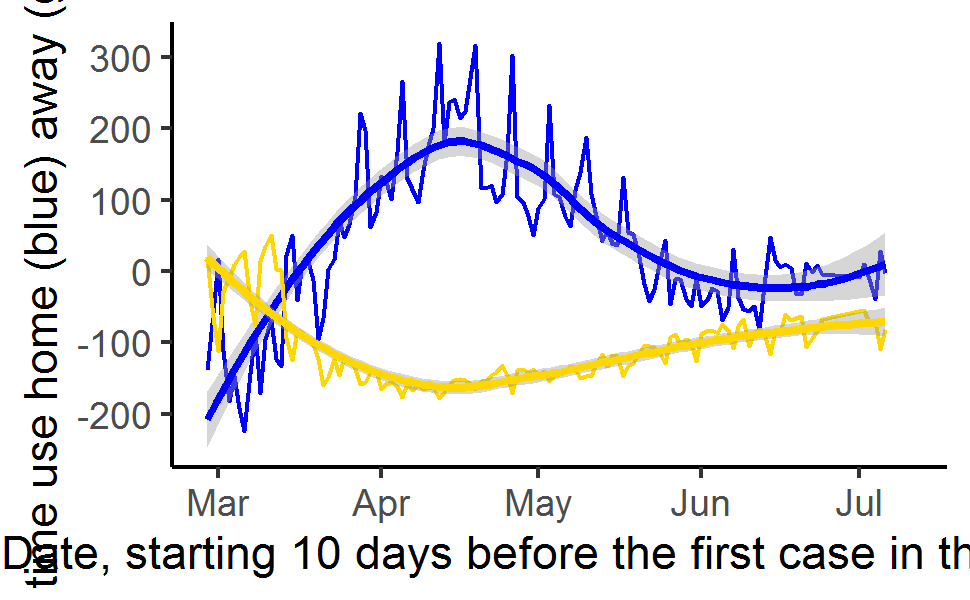 time use home (blue) away (
300
200
100
0
-100
-200
Mar Apr May Jun Jul
Date, starting 10 days before the first case in th